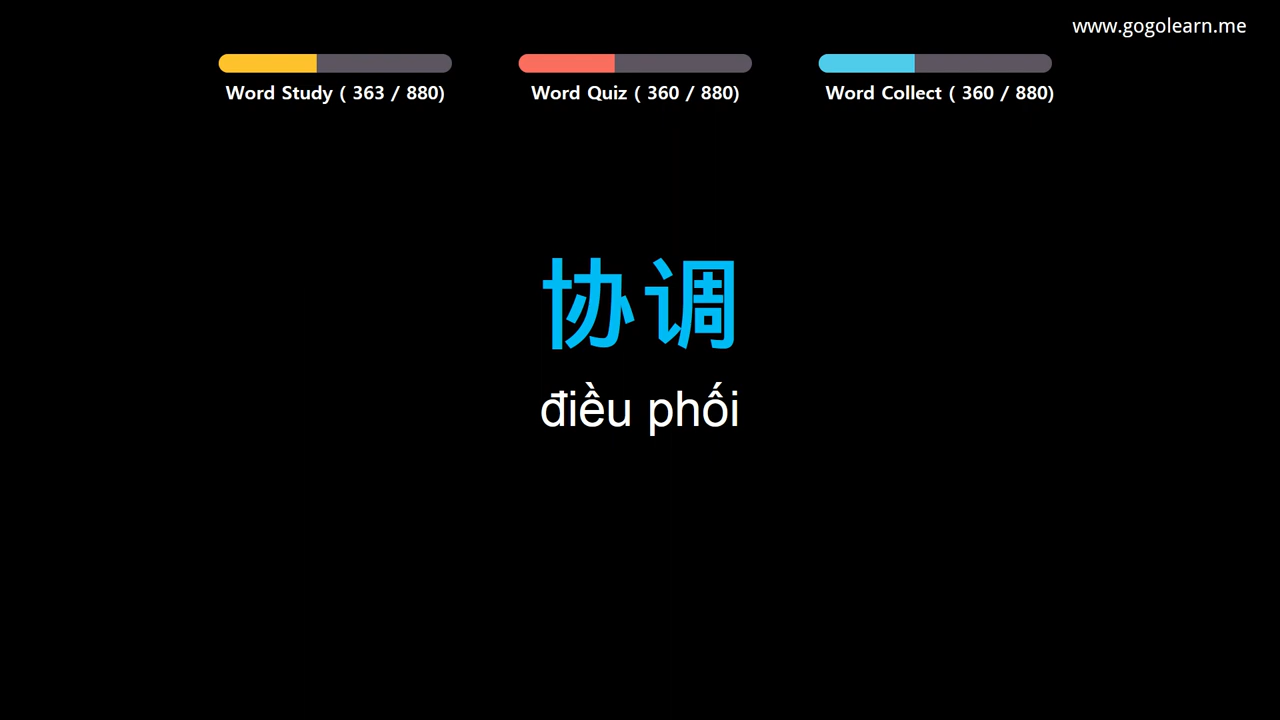 www.gogolearn.me
Word Study ( 363 / 880)
Word Quiz ( 360 / 880)
Word Collect ( 360 / 880)
协调
điều phối